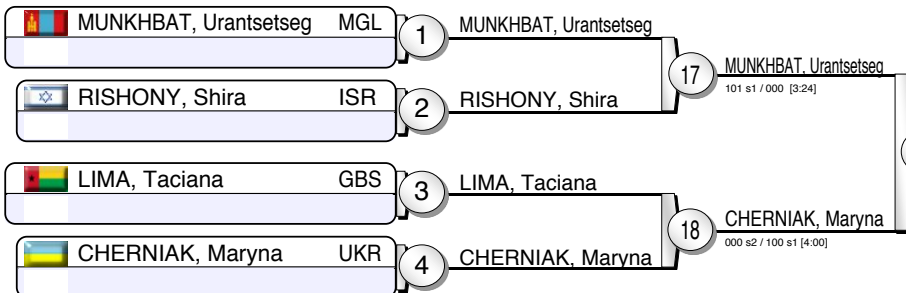 MUNKHBAT, Urantsetseg MGL
1
MUNKHBAT, Urantsetseg
RISHONY, Shira ISR
2
RISHONY, Shira
17
MUNKHBAT, Urantsetseg
101 s1 / 000 [3:24]
LIMA, Taciana GBS
3
LIMA, Taciana
CHERNIAK, Maryna UKR
4
CHERNIAK, Maryna
18
CHERNIAK, Maryna
000 s2 / 100 s1 [4:00]